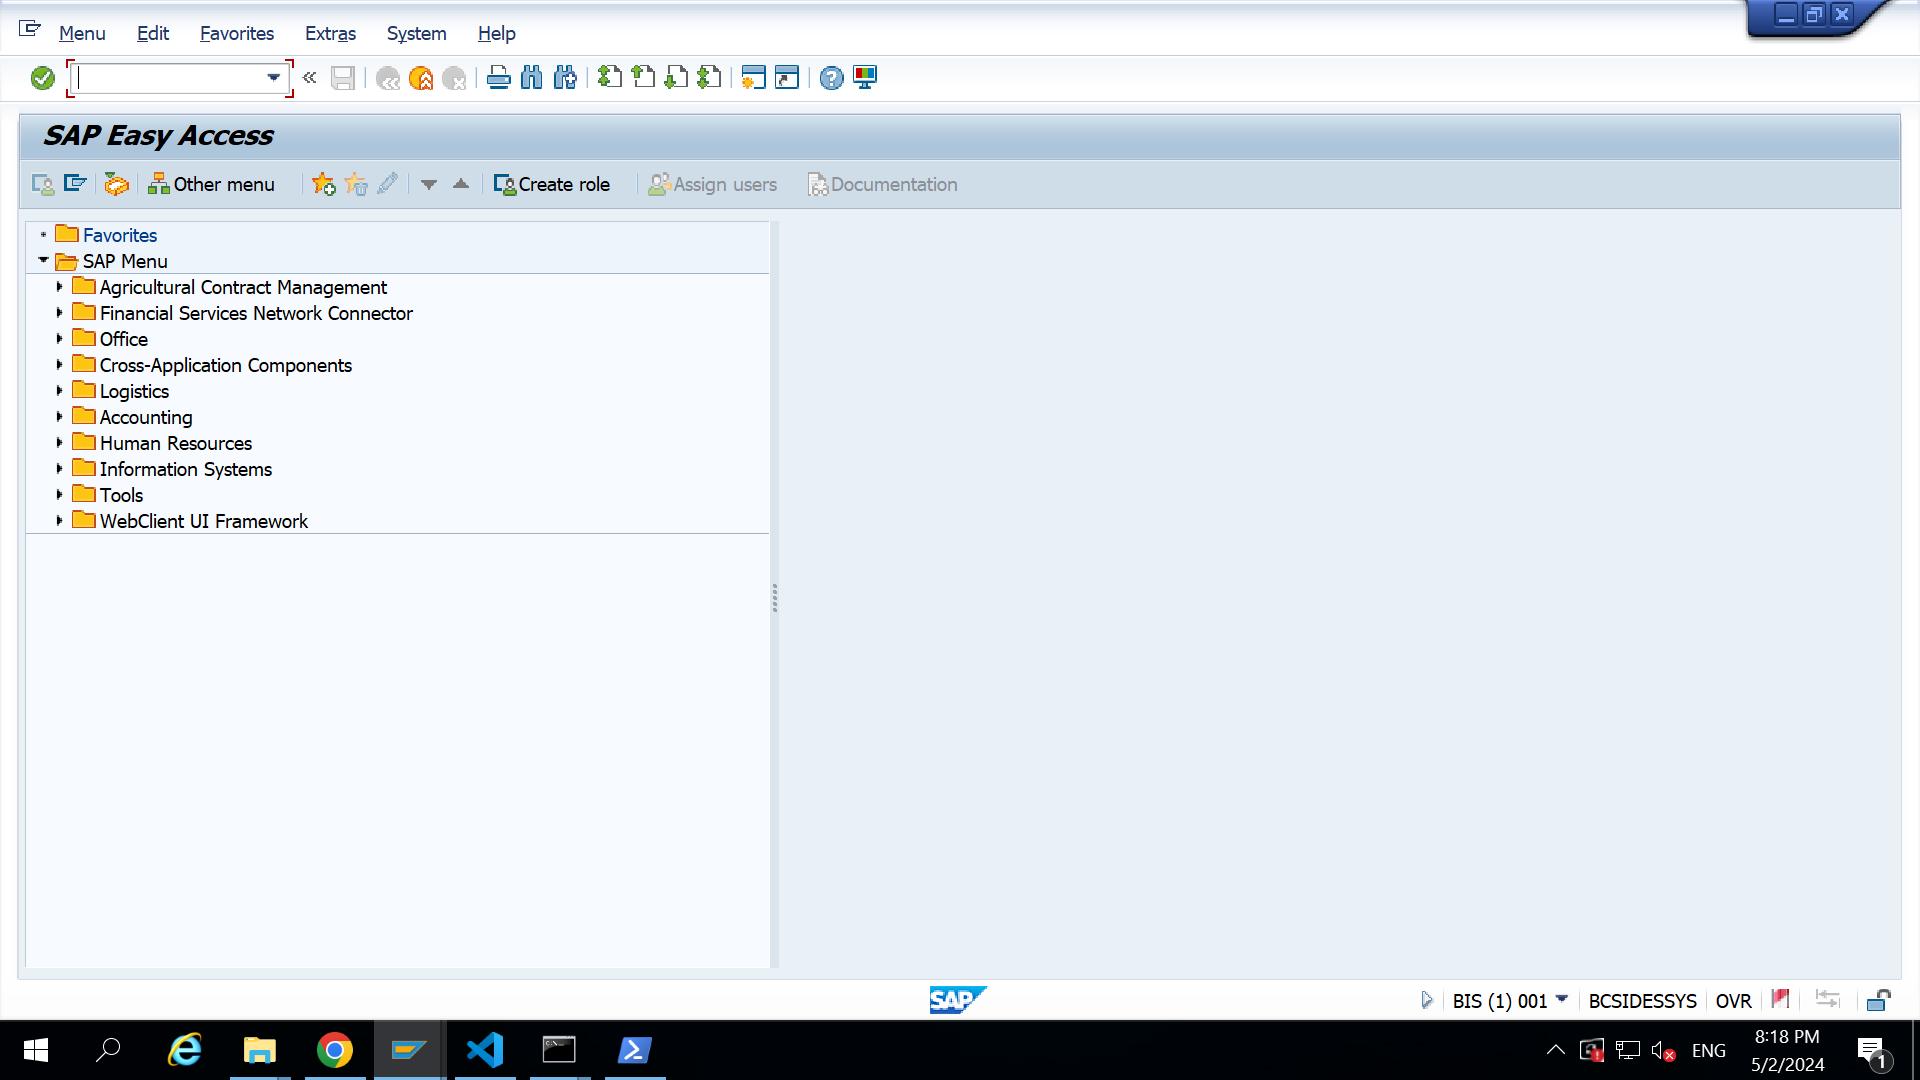 Menu Edit Favorites Extras System Help
SAP Easy Access
Other menu Create role Assign users Documentation
Favorites
SAP Menu
Agricultural Contract Management
Financial Services Network Connector
Office
Cross-Application Components
Logistics
Accounting
Human Resources
Information Systems
Tools
WebClient UI Framework
SAP BIS (1) 001 BCSIDESSYS OVR
ENG 8:18 PM
5/2/2024 1